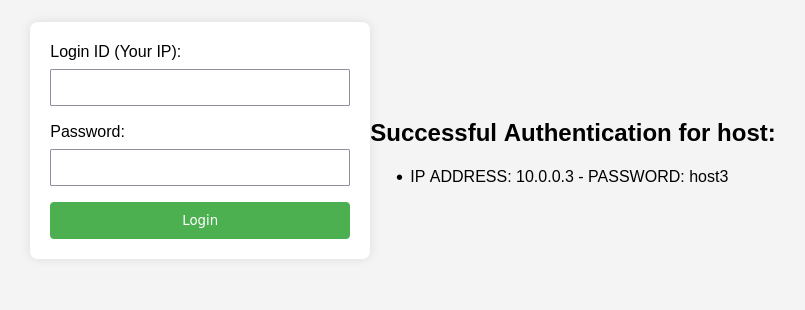 Login ID (Your IP):
Password:
Login
Successful Authentication for host:
• IP ADDRESS: 10.0.0.3 - PASSWORD: host3